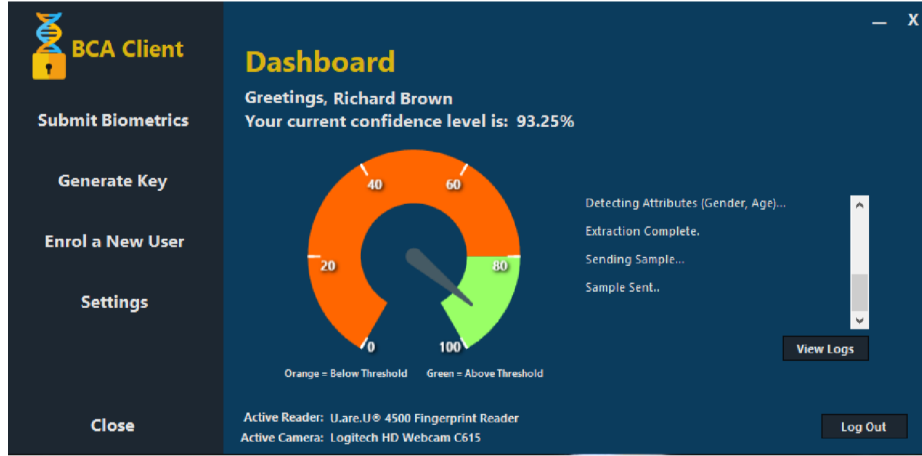 BCA Client
Submit Biometrics
Generate Key
Enrol a New User
Settings
Close
— X
Dashboard
Greetings, Richard Brown
Your current confidence level is: 93.25%
40 60
20 80
0 100
Orange = Below Threshold Green = Above Threshold
Detecting Attributes (Gender, Age)...
Extraction Complete.
Sending Sample...
Sample Sent..
View Logs
Active Reader: U.are.U® 4500 Fingerprint Reader
Active Camera: Logitech HD Webcam C615
Log Out